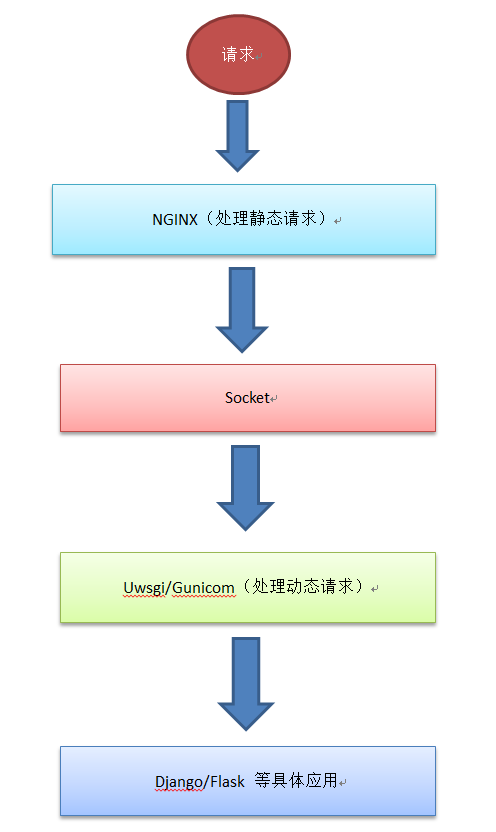 请求
NGINX（处理静态请求）
Socket
Uwsgi/Gunicom（处理动态请求）
Django/Flask 等具体应用